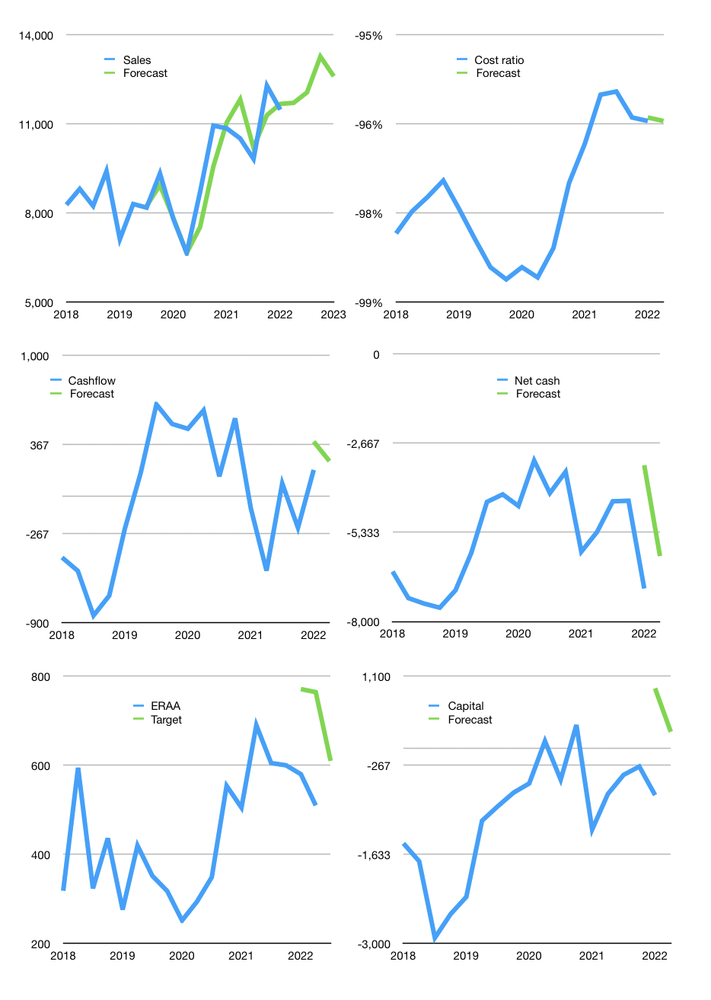 14,000
Sales
Forecast
11,000
8,000
5,000
2018 2019 2020 2021 2022 2023
-95%
Cost ratio
Forecast
-96%
-98%
-99%
2018 2019 2020 2021 2022
1,000
Cashflow
Forecast
367
-267
-900
2018 2019 2020 2021 2022
0
Net cash
Forecast
-2,667
-5,333
-8,000
2018 2019 2020 2021 2022
800
ERAA
Target
600
400
200
2018 2019 2020 2021 2022
1,100
Capital
Forecast
-267
-1,633
-3,000
2018 2019 2020 2021 2022